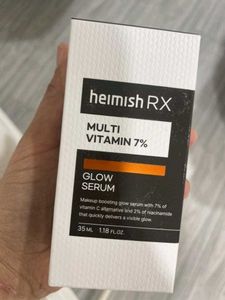 heimish RX
MULTI
VITAMIN 7%
GLOW
SERUM
Makeup boosting glow serum with 7% of
vitamin C alternative and 2% of niacinamide
that quickly delivers a visible glow.
35 ML 1.18 FL.OZ.